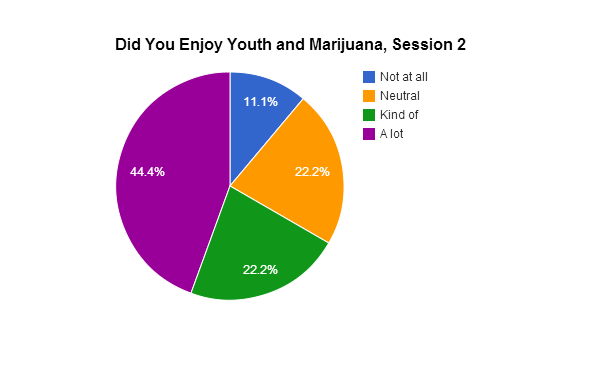 Did You Enjoy Youth and Marijuana, Session 2
Not at all
Neutral
Kind of
A lot
11.1%
22.2%
22.2%
44.4%